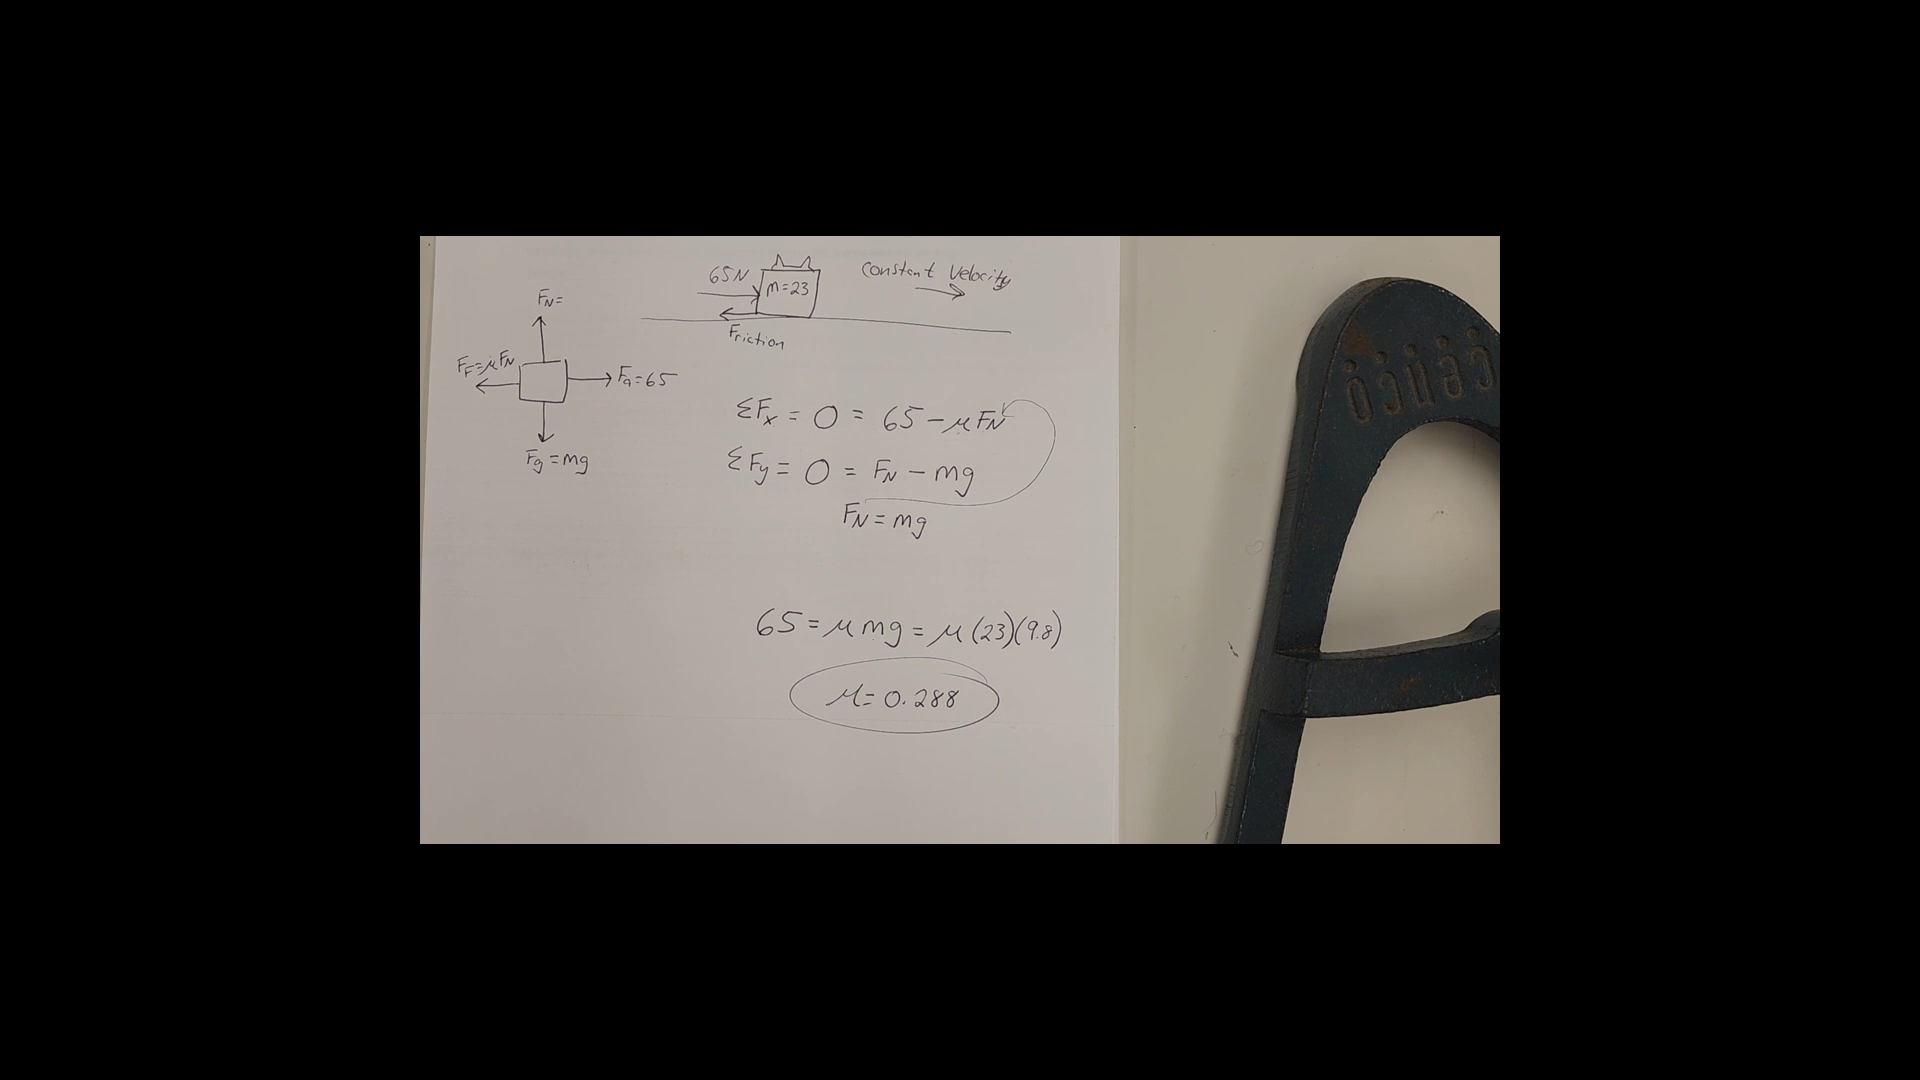 65N
m=23
Constant Velocity
Friction
FN=
FF=μFN
Fa=65
Fg=mg
ΣFx = 0 = 65-μFN
ΣFy = 0 = FN - mg
FN = mg
65 = μmg = μ(23)(9.8)
μ= 0.288